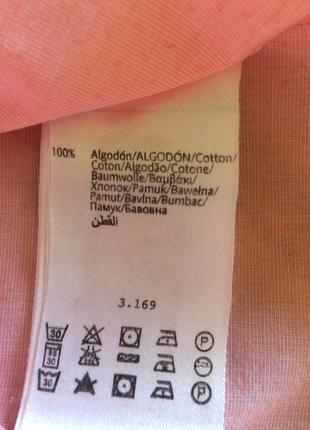 100% Algodón/ALGODÓN/Cotton/
Coton/Algodão/Cotone/
Baumwolle/Βαμβάκι/
Хлопок/Pamuk/Bawełna/
Pamut/Bavlna/Bumbac/
Памук/Бавовна
القطن
3.169
30 P
30
30 P